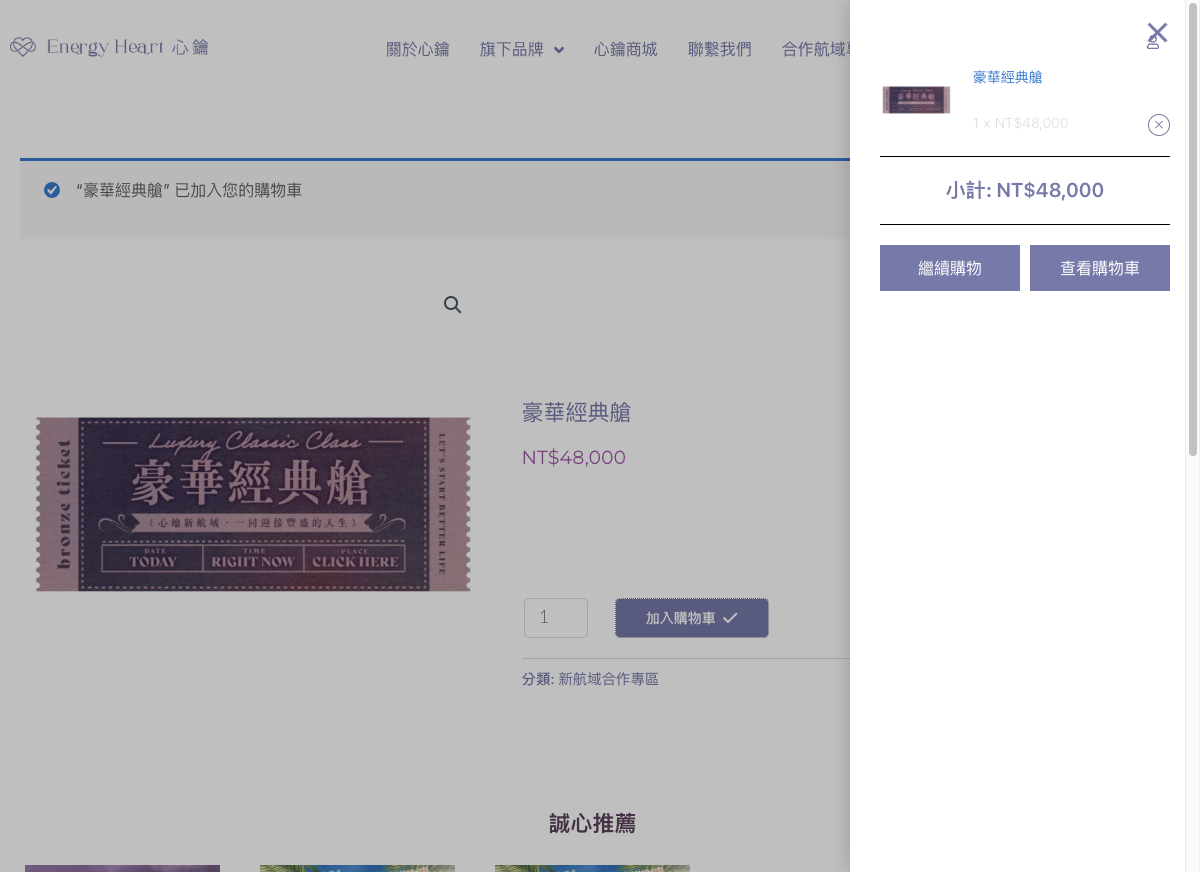 Energy Heart 心鑰
關於心鑰
旗下品牌
心鑰商城
聯繫我們
合作航域
“豪華經典艙” 已加入您的購物車
bronze ticket
Luxury Classic Class
豪華經典艙
(心鑰新航域,一同迎接豐盛的人生)
DATE
TODAY
TIME
RIGHT NOW
PLACE
CLICK HERE
LET'S START BETTER LIFE
豪華經典艙
NT$48,000
1
加入購物車
分類: 新航域合作專區
誠心推薦
豪華經典艙
1 × NT$48,000
小計: NT$48,000
繼續購物
查看購物車